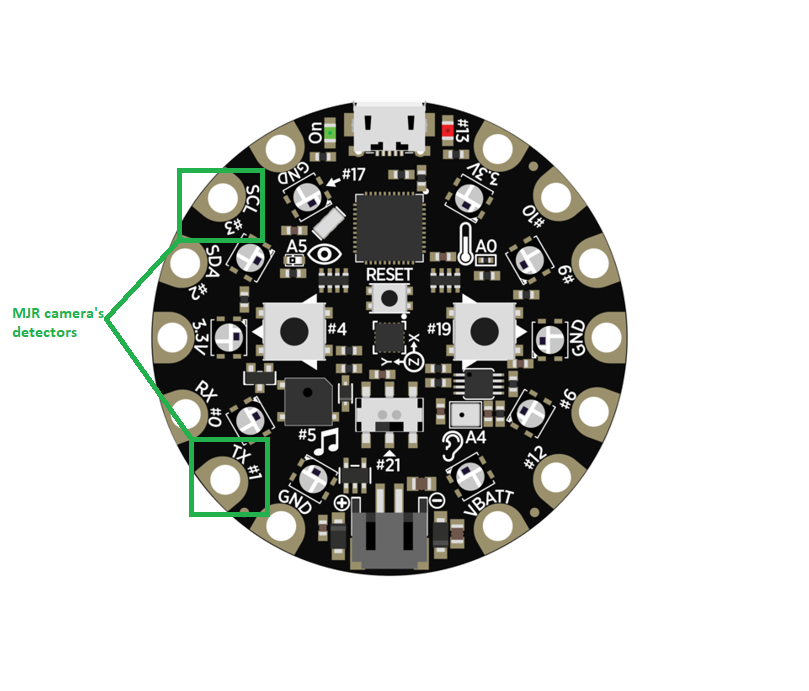 On
#13
GND
#17
3.3V
SCL
#3
#10
A5
A0
SDA
#2
#9
RESET
MJR camera's
detectors
3.3V
#4
#19
GND
X
Y
Z
RX
#0
#6
#5
A4
TX
#1
#21
#12
GND
VBATT